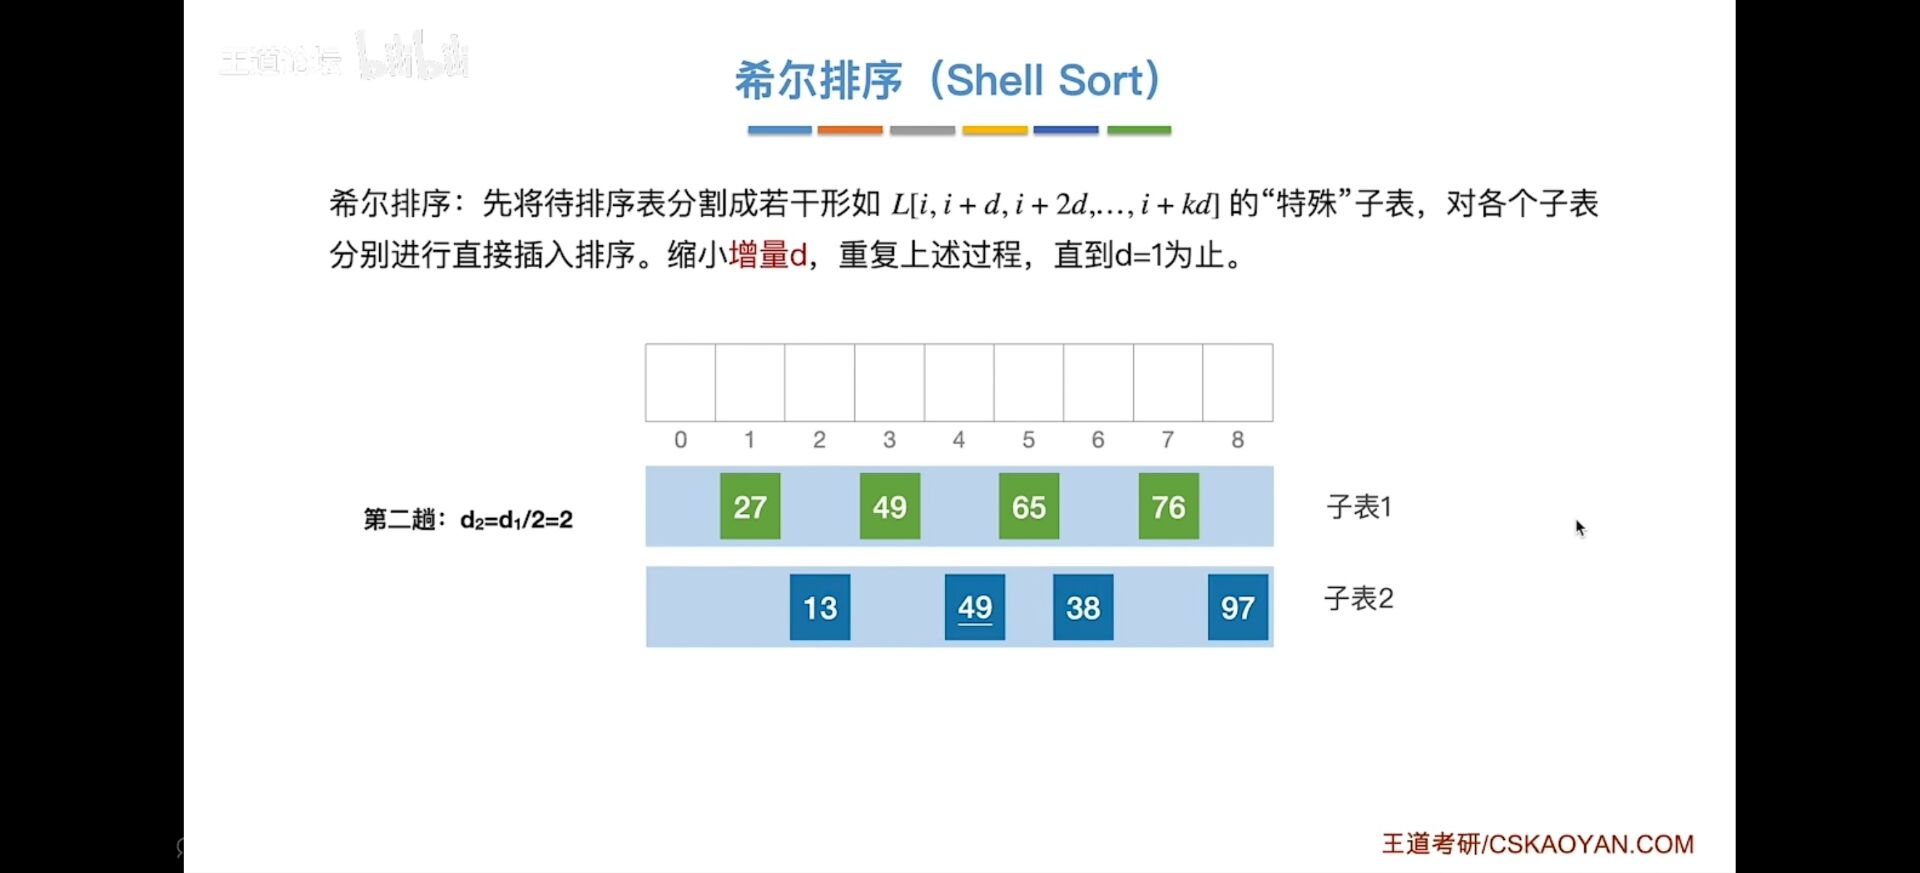 王道论坛 bilibili
希尔排序（Shell Sort）
希尔排序：先将待排序表分割成若干形如 L[i, i + d, i + 2d,…, i + kd] 的“特殊”子表，对各个子表
分别进行直接插入排序。缩小增量d，重复上述过程，直到d=1为止。
0 1 2 3 4 5 6 7 8
第二趟：d₂=d₁/2=2
27 49 65 76 子表1
13 49 38 97 子表2
王道考研/CSKAOYAN.COM